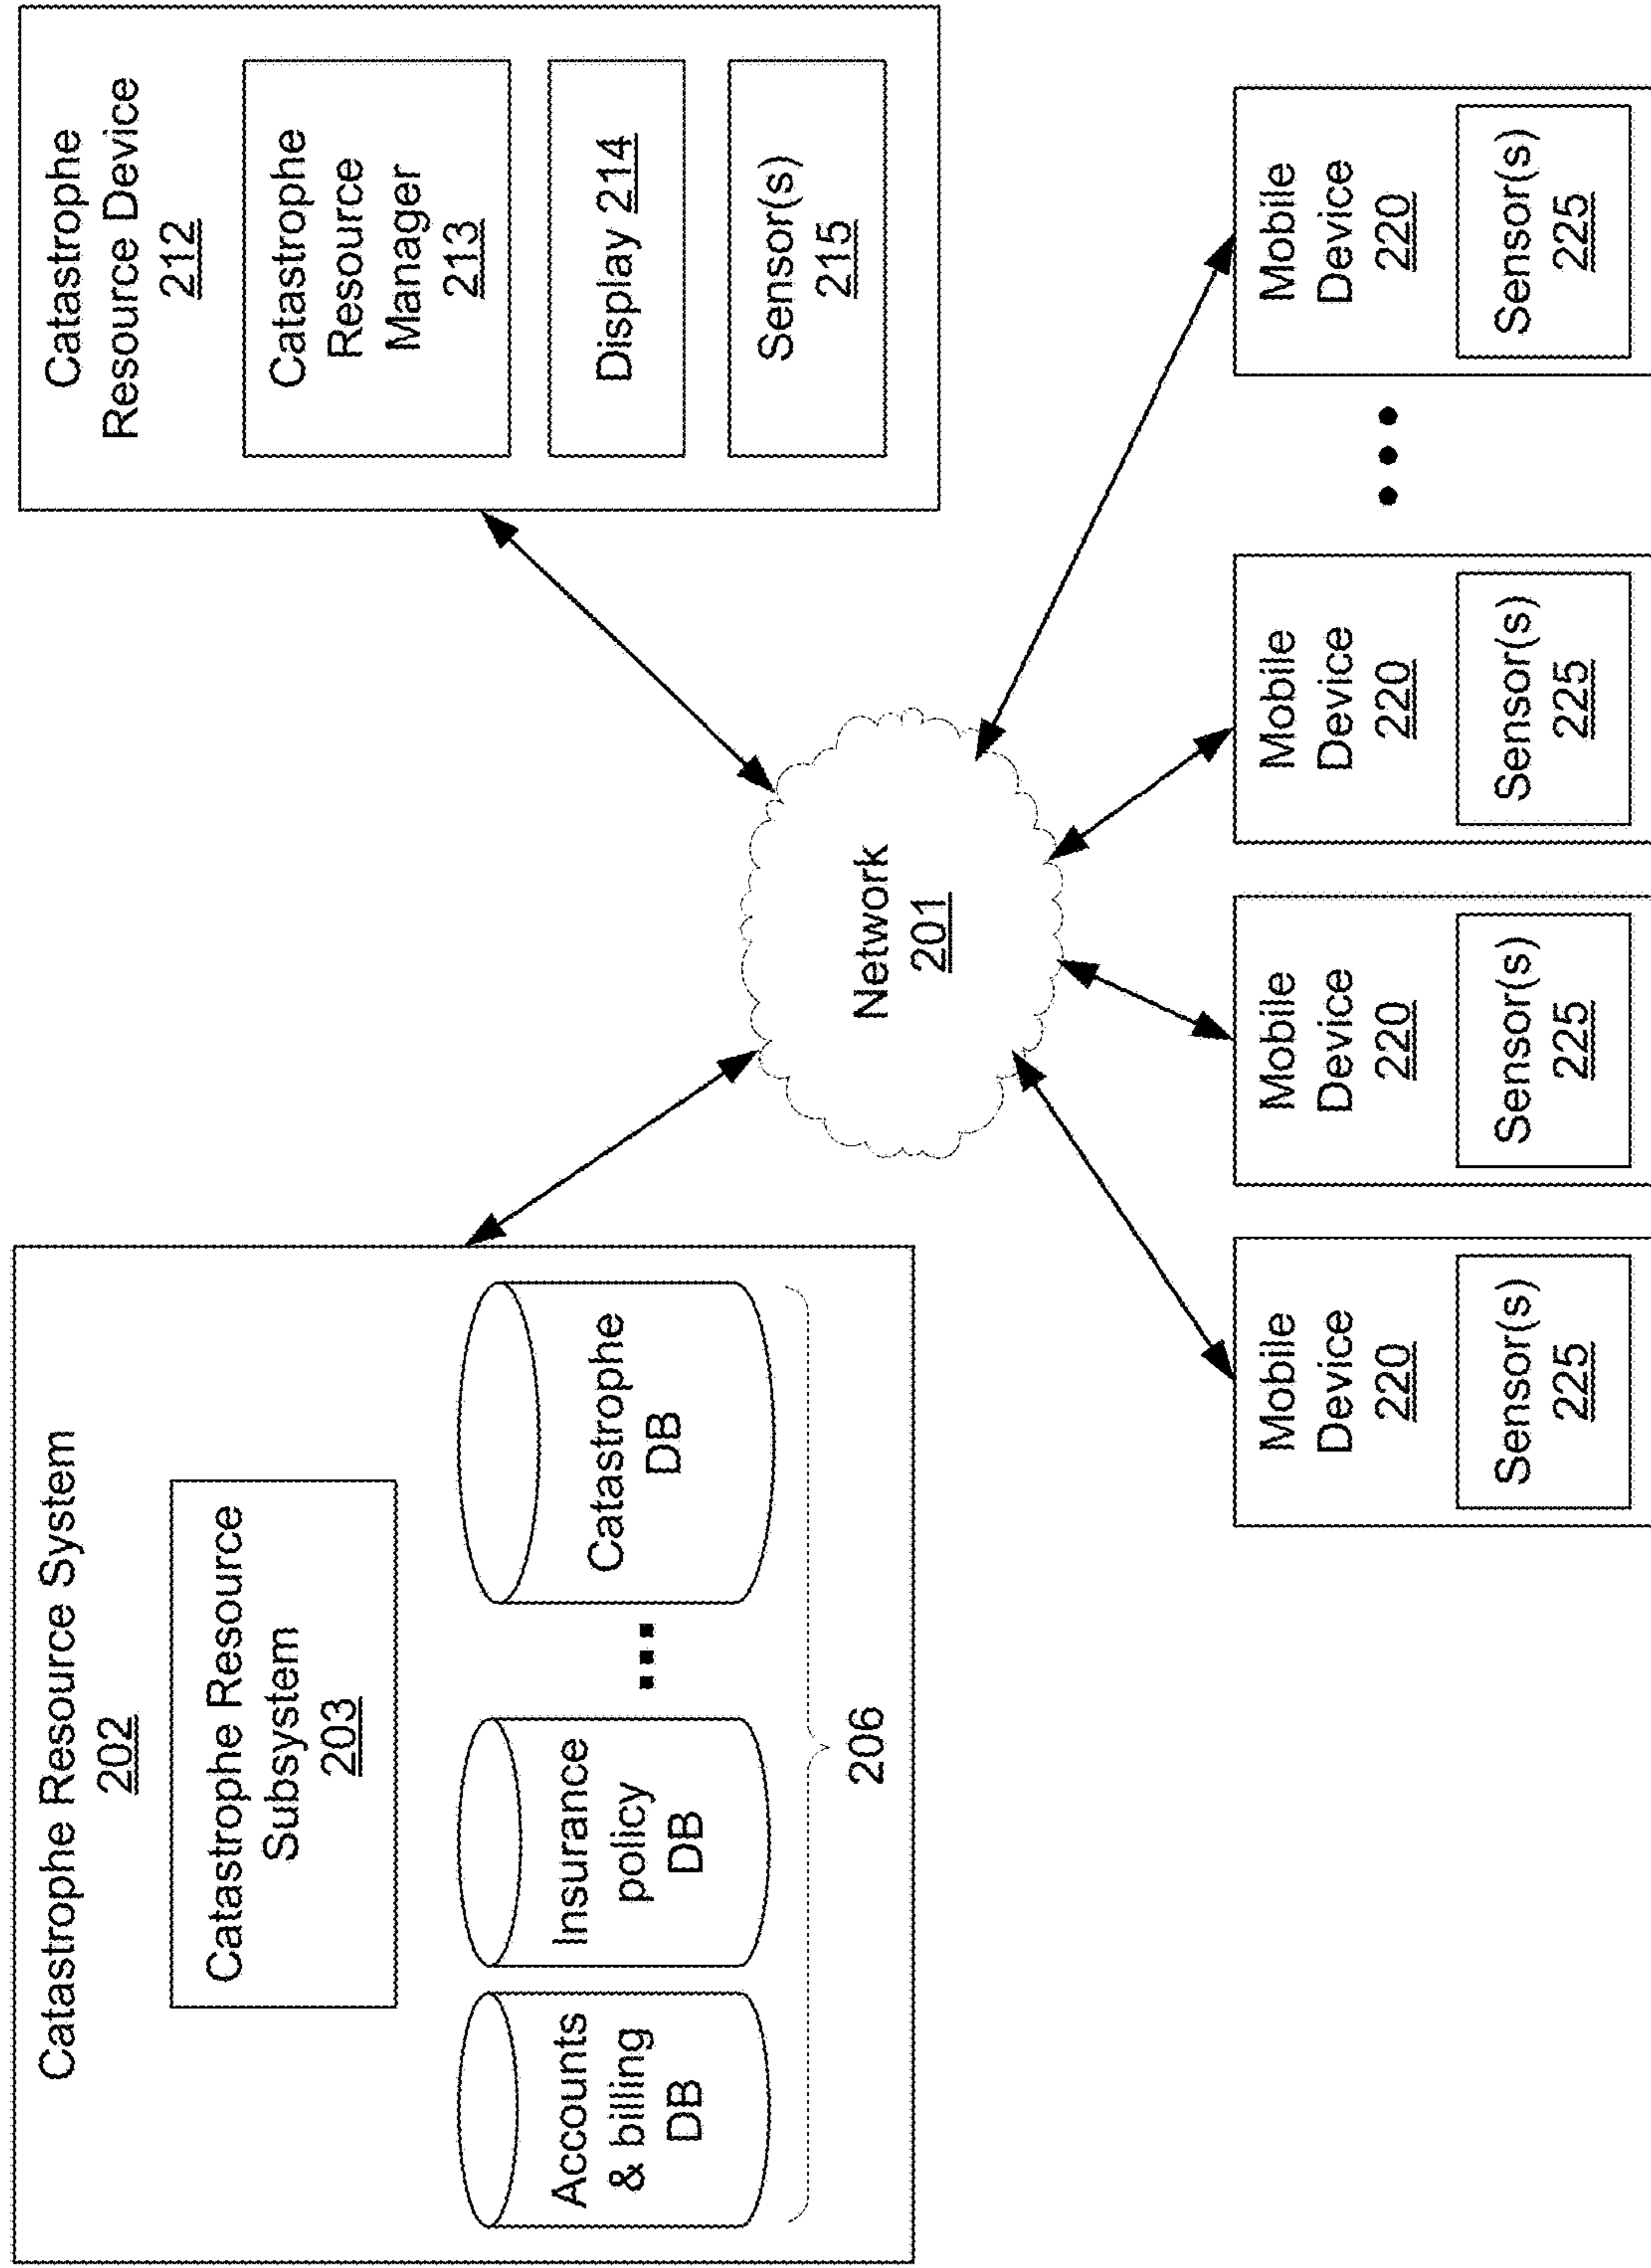 Catastrophe Resource System
202
Catastrophe Resource
Subsystem
203
Accounts
& billing
DB
Insurance
policy
DB
Catastrophe
DB
206
Catastrophe
Resource Device
212
Catastrophe
Resource
Manager
213
Display 214
Sensor(s)
215
Network
201
Mobile
Device
220
Sensor(s)
225
Mobile
Device
220
Sensor(s)
225
Mobile
Device
220
Sensor(s)
225
Mobile
Device
220
Sensor(s)
225